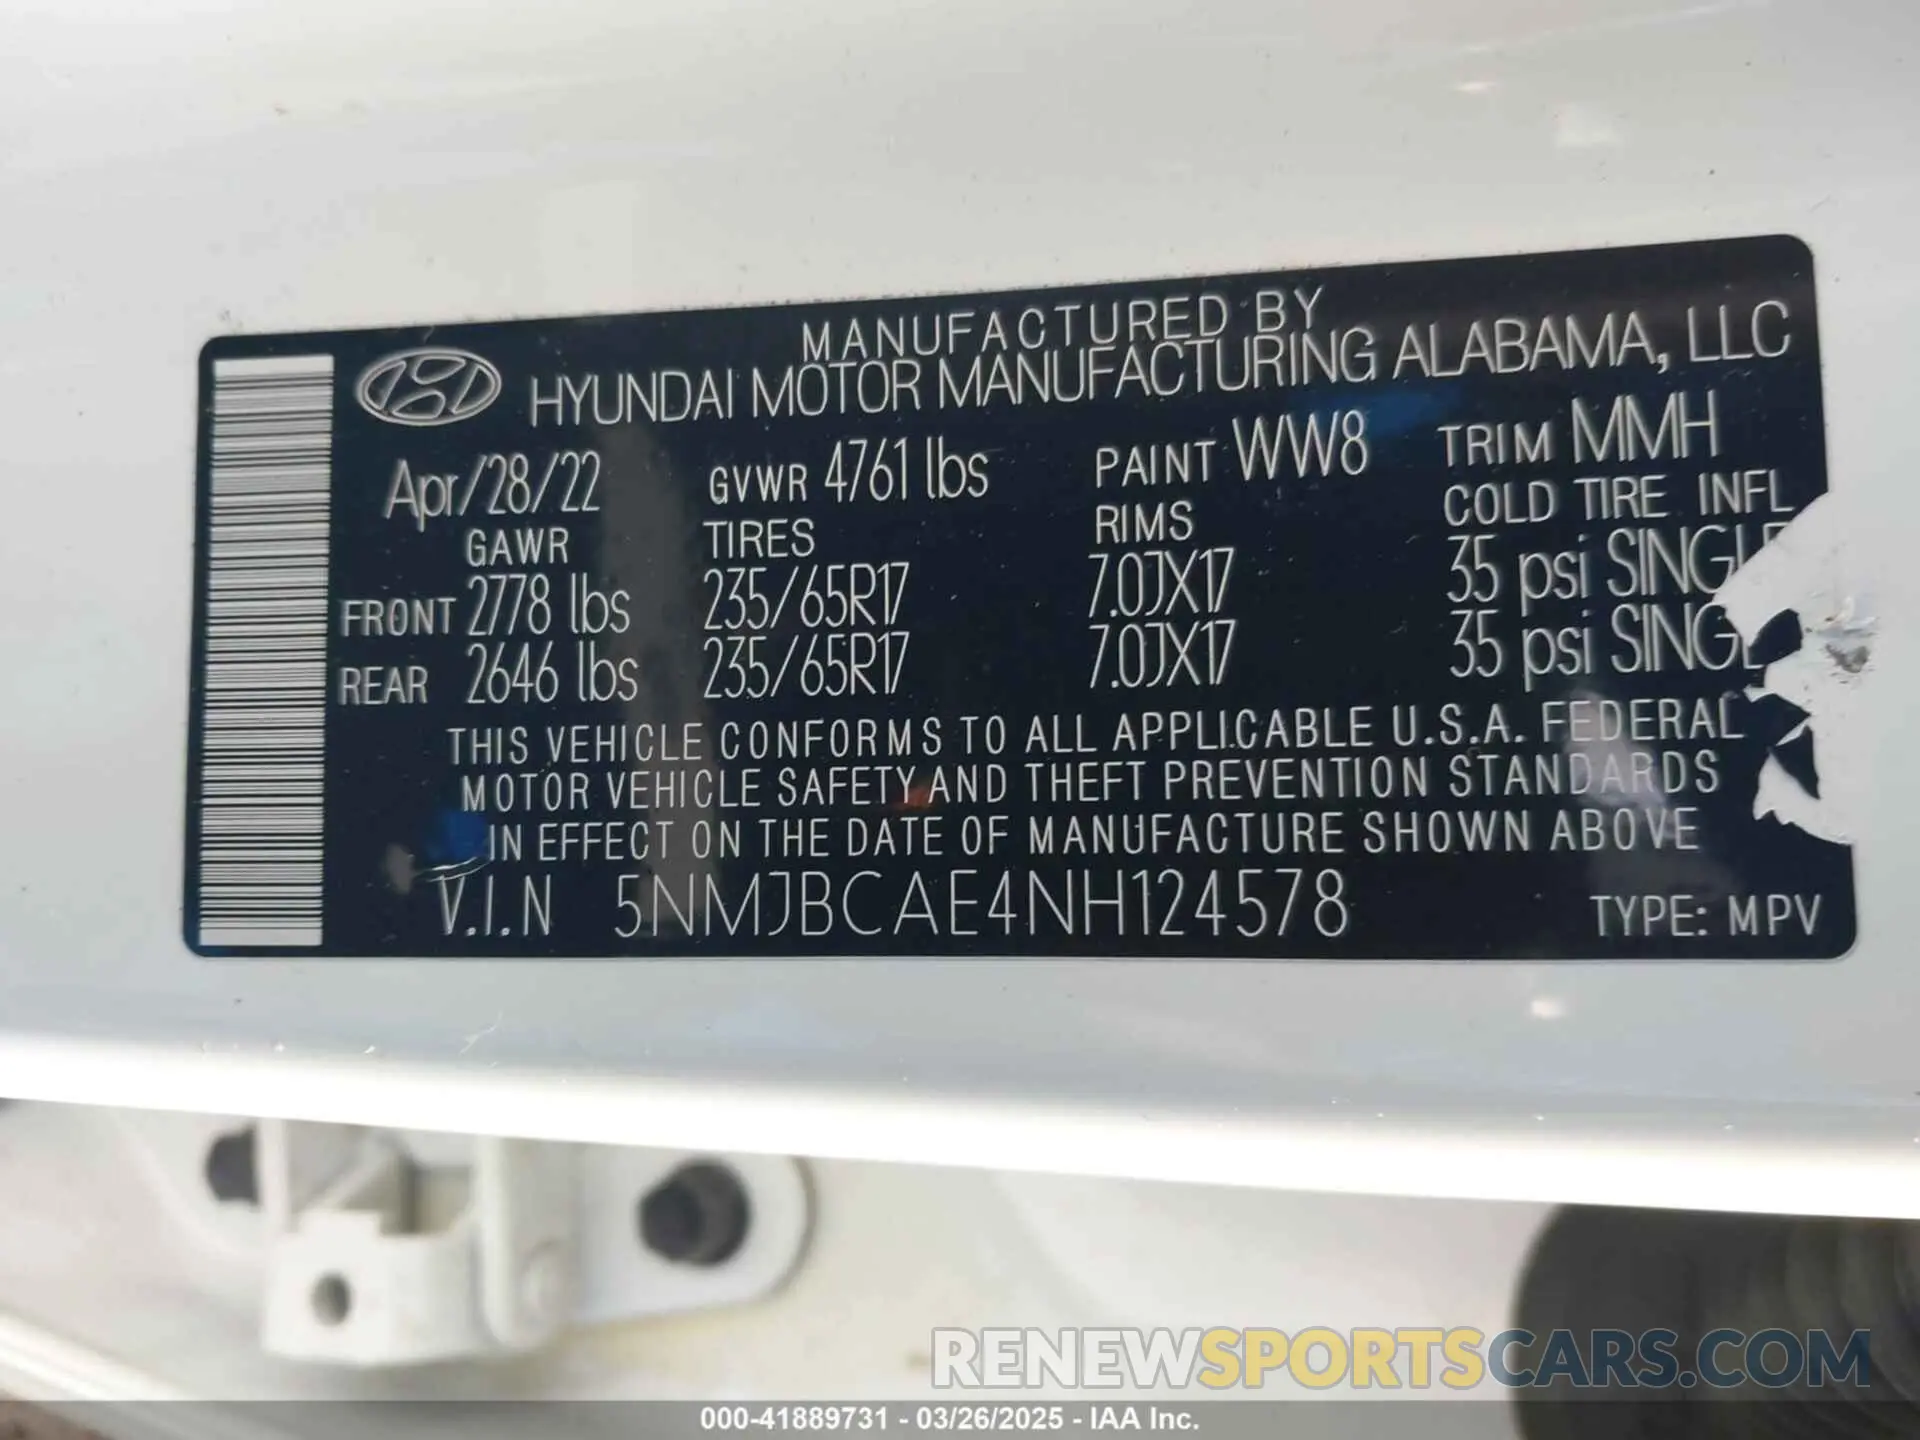 MANUFACTURED BY
HYUNDAI MOTOR MANUFACTURING ALABAMA, LLC
Apr/28/22 GVWR 4761 lbs PAINT WW8 TRIM MMH
GAWR TIRES RIMS COLD TIRE INFL
FRONT 2778 lbs 235/65R17 7.0JX17 35 psi SINGLE
REAR 2646 lbs 235/65R17 7.0JX17 35 psi SINGL
THIS VEHICLE CONFORMS TO ALL APPLICABLE U.S.A. FEDERAL
MOTOR VEHICLE SAFETY AND THEFT PREVENTION STANDARDS
IN EFFECT ON THE DATE OF MANUFACTURE SHOWN ABOVE
V.I.N 5NMJBCAE4NH124578 TYPE: MPV
RENEWSPORTSCARS.COM
000-41889731 - 03/26/2025 - IAA Inc.